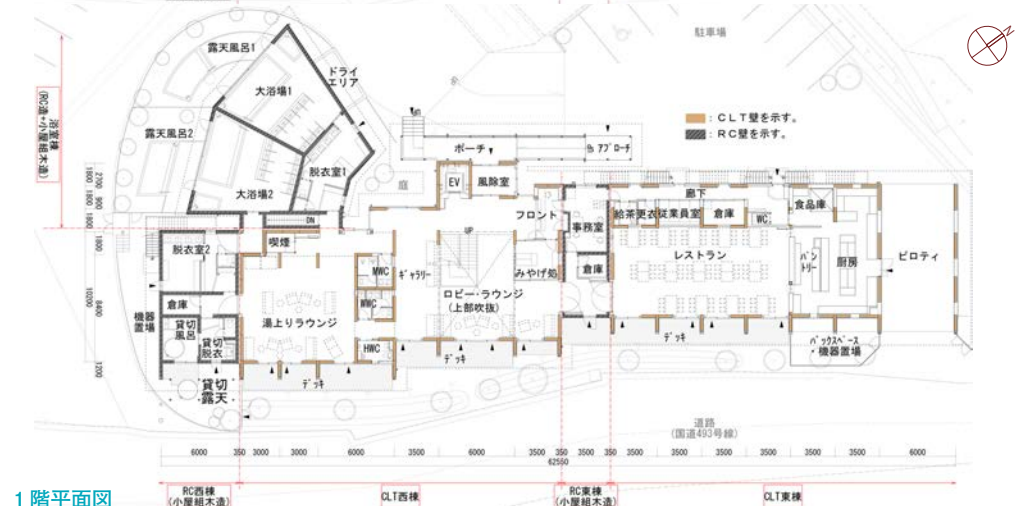 駐車場
露天風呂1
ドライ
エリア
大浴場1
：CLT壁を示す。
：RC壁を示す。
浴室棟
(RC造+小屋組木造)
露天風呂2
UP
ポーチ
アプローチ
脱衣室1
大浴場2
庭
EV
風除室
廊下
食品庫
フロント
給茶
更衣
従業員室
倉庫
WC
事務室
DN
喫煙
UP
脱衣室2
MWC
ギャラリー
みやげ処
レストラン
パン
トリー
厨房
ピロティ
倉庫
ロビー・ラウンジ
(上部吹抜)
倉庫
WWC
湯上りラウンジ
機器
置場
貸切
風呂
貸切
脱衣
HWC
デッキ
デッキ
デッキ
バックスペース
・機器置場
貸切
露天
道路
(国道493号線)
2700
1800
900
1800
1800
1800
8400
10200
1200
6000 350 3000 3000 6000 3500 6000 3500 350 3500 350 3500 3500 3500 3500 3500 6000
62550
1階平面図
RC西棟
(小屋組木造)
CLT西棟
RC東棟
(小屋組木造)
CLT東棟